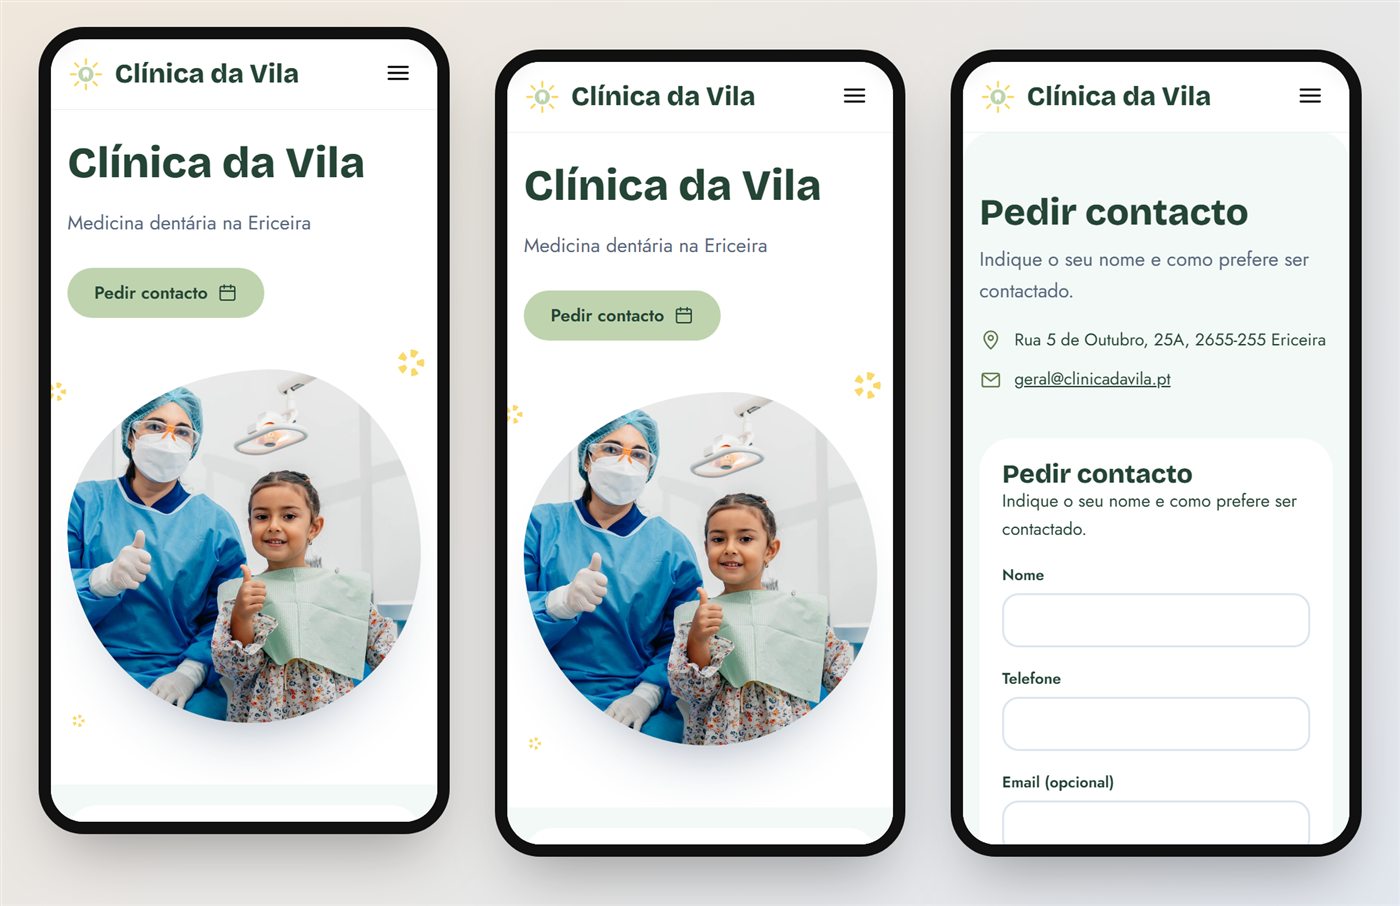 Clínica da Vila
Clínica da Vila
Medicina dentária na Ericeira
Pedir contacto
Clínica da Vila
Clínica da Vila
Medicina dentária na Ericeira
Pedir contacto
Clínica da Vila
Pedir contacto
Indique o seu nome e como prefere ser
contactado.
Rua 5 de Outubro, 25A, 2655-255 Ericeira
geral@clinicadavila.pt
Pedir contacto
Indique o seu nome e como prefere ser
contactado.
Nome
Telefone
Email (opcional)